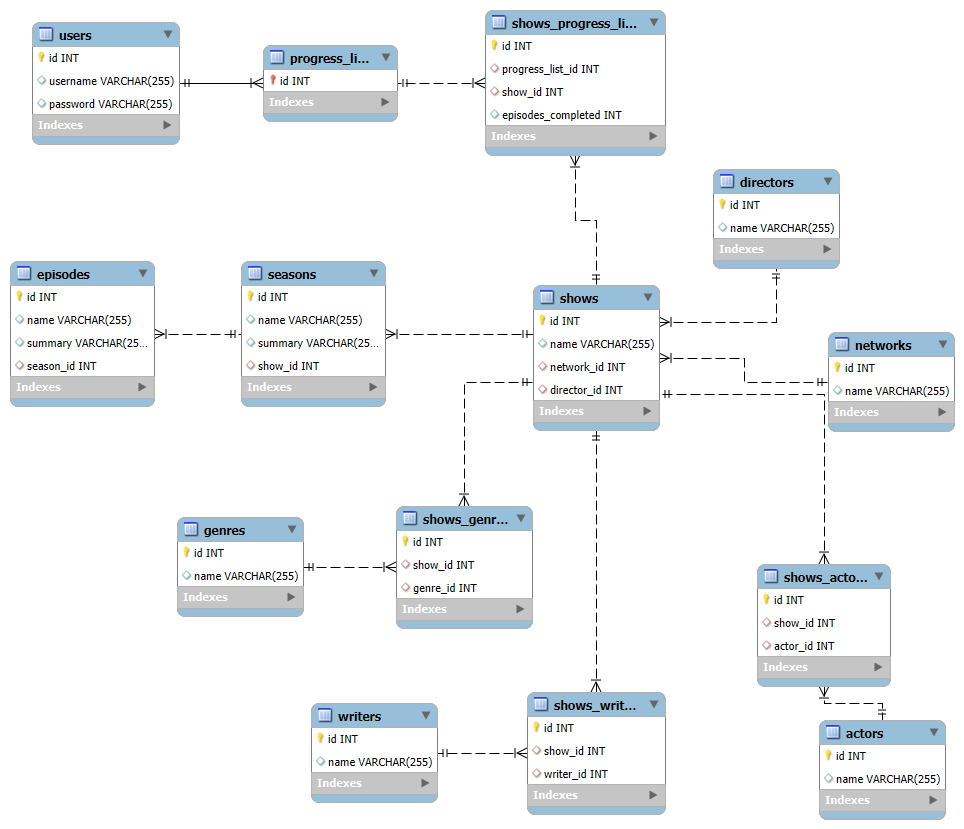 users
id INT
username VARCHAR(255)
password VARCHAR(255)
Indexes
progress_li...
id INT
Indexes
shows_progress_li...
id INT
progress_list_id INT
show_id INT
episodes_completed INT
Indexes
directors
id INT
name VARCHAR(255)
Indexes
episodes
id INT
name VARCHAR(255)
summary VARCHAR(25...
season_id INT
Indexes
seasons
id INT
name VARCHAR(255)
summary VARCHAR(25...
show_id INT
Indexes
shows
id INT
name VARCHAR(255)
network_id INT
director_id INT
Indexes
networks
id INT
name VARCHAR(255)
Indexes
genres
id INT
name VARCHAR(255)
Indexes
shows_genr...
id INT
show_id INT
genre_id INT
Indexes
shows_acto...
id INT
show_id INT
actor_id INT
Indexes
writers
id INT
name VARCHAR(255)
Indexes
shows_writ...
id INT
show_id INT
writer_id INT
Indexes
actors
id INT
name VARCHAR(255)
Indexes